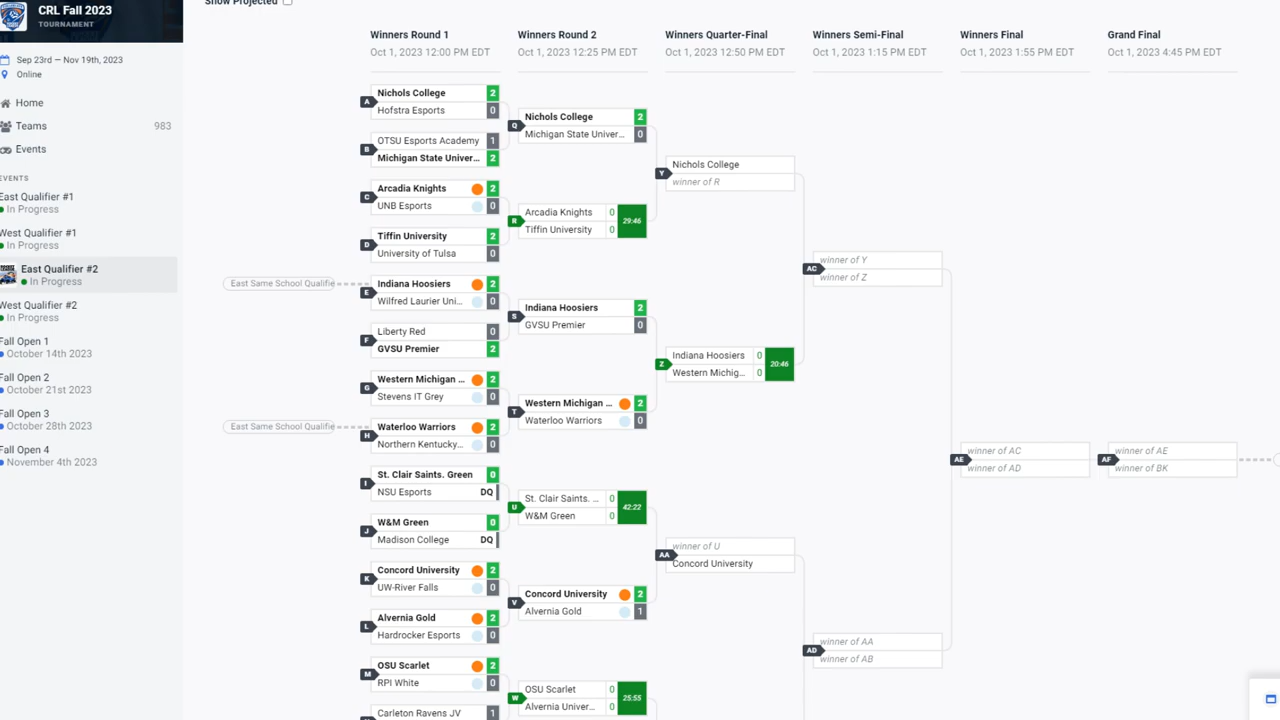 CRL Fall 2023
TOURNAMENT
Sep 23rd — Nov 19th, 2023
Online
Home
Teams 983
Events
EVENTS
East Qualifier #1
In Progress
West Qualifier #1
In Progress
East Qualifier #2
In Progress
West Qualifier #2
In Progress
Fall Open 1
October 14th 2023
Fall Open 2
October 21st 2023
Fall Open 3
October 28th 2023
Fall Open 4
November 4th 2023
Show Projected
Winners Round 1
Oct 1, 2023 12:00 PM EDT
A
Nichols College 2
Hofstra Esports 0
B
OTSU Esports Academy 1
Michigan State Univer... 2
C
Arcadia Knights 2
UNB Esports 0
D
Tiffin University 2
University of Tulsa 0
East Same School Qualifie
E
Indiana Hoosiers 2
Wilfred Laurier Uni... 0
F
Liberty Red 0
GVSU Premier 2
G
Western Michigan ... 2
Stevens IT Grey 0
East Same School Qualifie
H
Waterloo Warriors 2
Northern Kentucky... 0
I
St. Clair Saints. Green 0
NSU Esports DQ
J
W&M Green 0
Madison College DQ
K
Concord University 2
UW-River Falls 0
L
Alvernia Gold 2
Hardrocker Esports 0
M
OSU Scarlet 2
RPI White 0
Carleton Ravens JV 1
Winners Round 2
Oct 1, 2023 12:25 PM EDT
Q
Nichols College 2
Michigan State Univer... 0
R
Arcadia Knights 0
Tiffin University 0
29:46
S
Indiana Hoosiers 2
GVSU Premier 0
T
Western Michigan ... 2
Waterloo Warriors 0
U
St. Clair Saints. ... 0
W&M Green 0
42:22
V
Concord University 2
Alvernia Gold 1
W
OSU Scarlet 0
Alvernia Univer... 0
25:55
Winners Quarter-Final
Oct 1, 2023 12:50 PM EDT
Y
Nichols College
winner of R
Z
Indiana Hoosiers 0
Western Michig... 0
20:46
AA
winner of U
Concord University
Winners Semi-Final
Oct 1, 2023 1:15 PM EDT
AC
winner of Y
winner of Z
AD
winner of AA
winner of AB
Winners Final
Oct 1, 2023 1:55 PM EDT
AE
winner of AC
winner of AD
Grand Final
Oct 1, 2023 4:45 PM EDT
AF
winner of AE
winner of BK